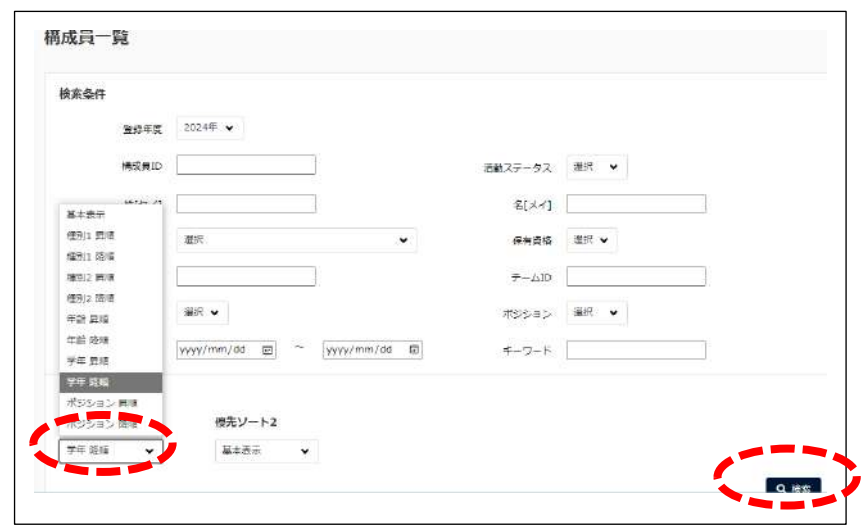 構成員一覧
検索条件
登録年度 2024年
構成員ID 活動ステータス 選択
名[メイ]
選択 保有資格 選択
チームID
選択 ポジション 選択
yyyy/mm/dd ~ yyyy/mm/dd キーワード
基本表示
種別1 昇順
種別1 降順
種別2 昇順
種別2 降順
年齢 昇順
年齢 降順
学年 昇順
学年 降順
ポジション 昇順
ポジション 降順
優先ソート2
学年 降順 基本表示
検索